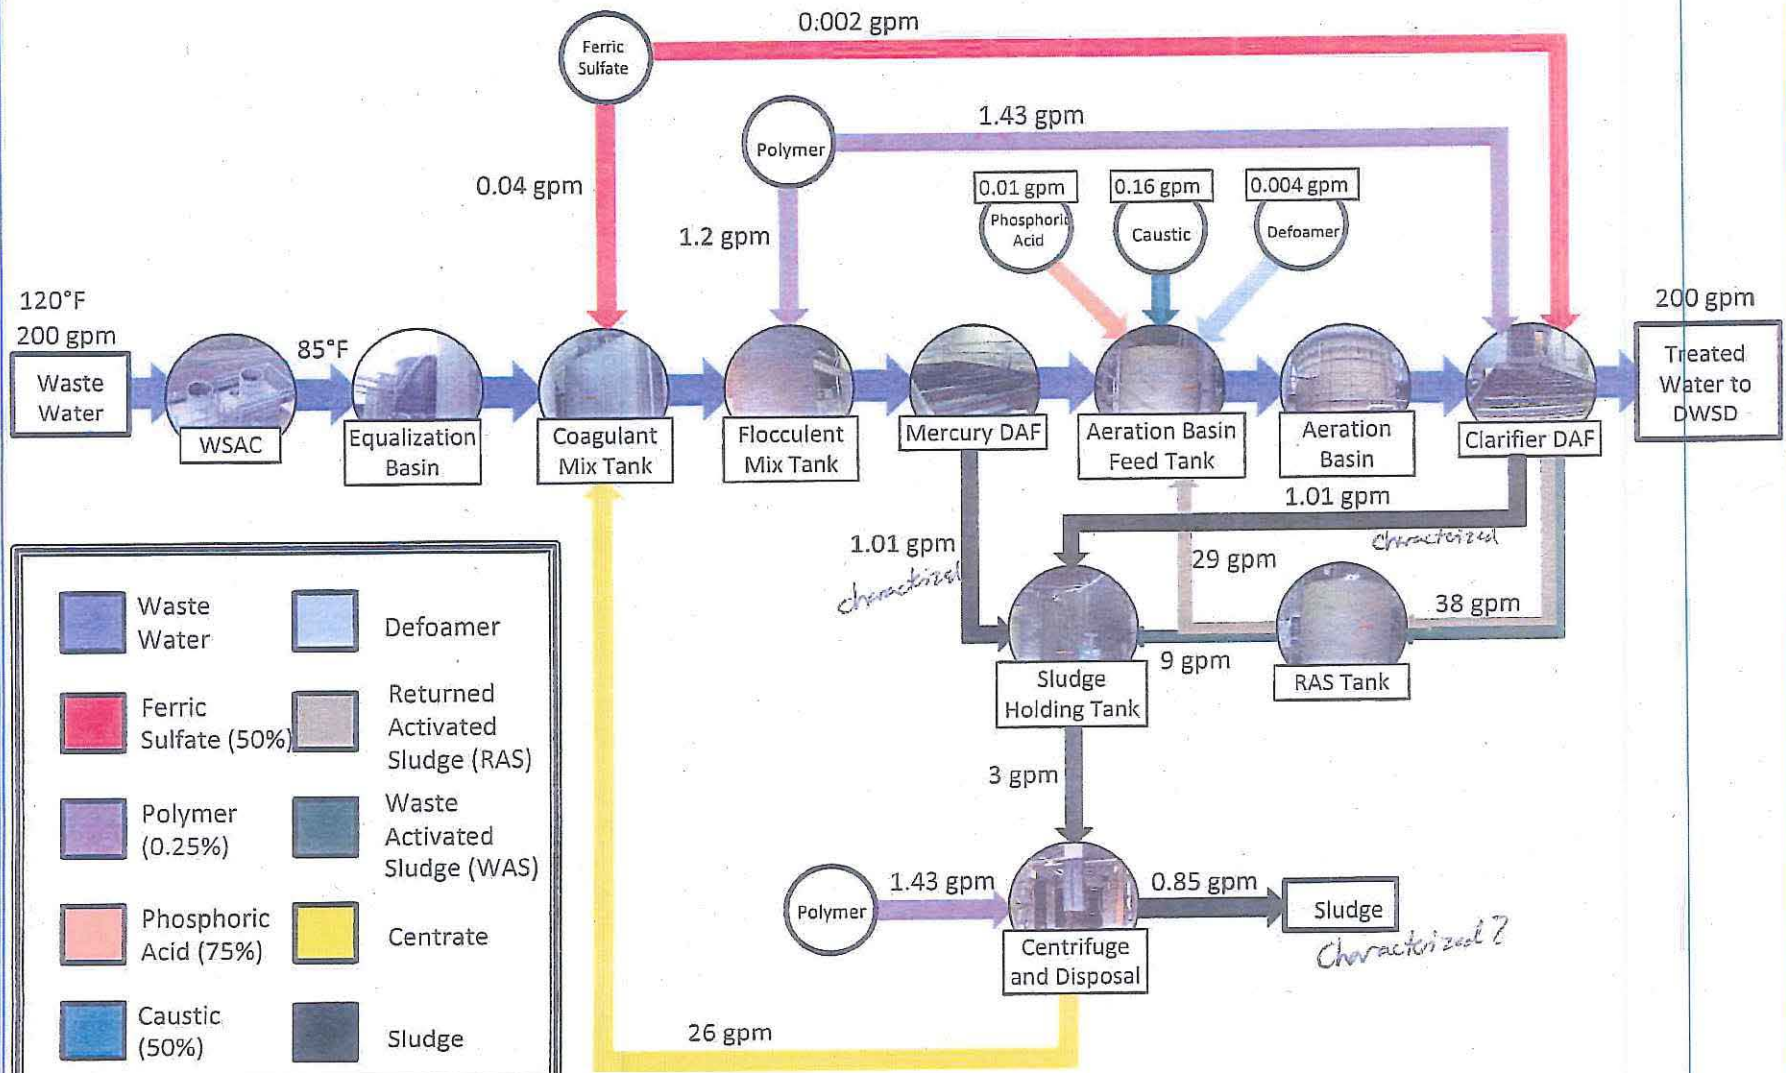 0:002 gpm
Ferric
Sulfate
1.43 gpm
Polymer
0.04 gpm
1.2 gpm
0.01 gpm
0.16 gpm
0.004 gpm
Phosphoric
Acid
Caustic
Defoamer
120°F
200 gpm
Waste
Water
85°F
200 gpm
Treated
Water to
DWSD
WSAC
Equalization
Basin
Coagulant
Mix Tank
Flocculent
Mix Tank
Mercury DAF
Aeration Basin
Feed Tank
Aeration
Basin
Clarifier DAF
1.01 gpm
characterized
1.01 gpm
characterized
29 gpm
38 gpm
9 gpm
Sludge
Holding Tank
RAS Tank
3 gpm
Polymer
1.43 gpm
0.85 gpm
Sludge
Characterized?
Centrifuge
and Disposal
26 gpm
Waste
Water
Defoamer
Ferric
Sulfate (50%)
Returned
Activated
Sludge (RAS)
Polymer
(0.25%)
Waste
Activated
Sludge (WAS)
Phosphoric
Acid (75%)
Centrate
Caustic
(50%)
Sludge